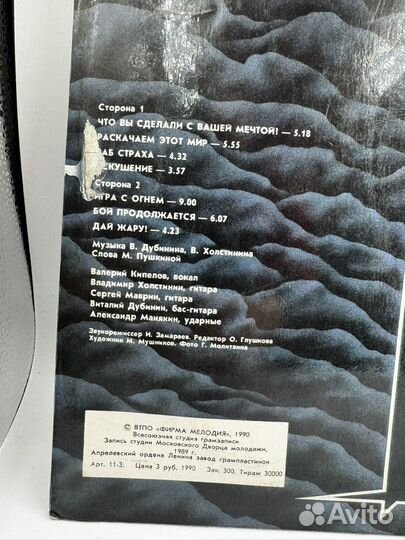 Сторона 1
ЧТО ВЫ СДЕЛАЛИ С ВАШЕЙ МЕЧТОЙ? — 5.18
РАСКАЧАЕМ ЭТОТ МИР — 5.55
АБ СТРАХА — 4.32
СКУШЕНИЕ — 3.57
Сторона 2
ИГРА С ОГНЕМ — 9.00
БОЙ ПРОДОЛЖАЕТСЯ — 6.07
ДАЙ ЖАРУ! — 4.23
Музыка В. Дубинина, В. Холстинина
Слова М. Пушкиной
Валерий Кипелов, вокал
Владимир Холстинин, гитара
Сергей Маврин, гитара
Виталий Дубинин, бас-гитара
Александр Манякин, ударные
Звукорежиссер И. Замараев. Редактор О. Глушкова
Художник М. Мушников. Фото Г. Молитвина
© ВТПО «ФИРМА МЕЛОДИЯ», 1990
Всесоюзная студия грамзаписи
Запись студии Московского Дворца молодежи,
1989 г.
Апрелевский ордена Ленина завод грампластинок
Арт. 11-3. Цена 3 руб. 1990 Зак. 300. Тираж 30000
Avito